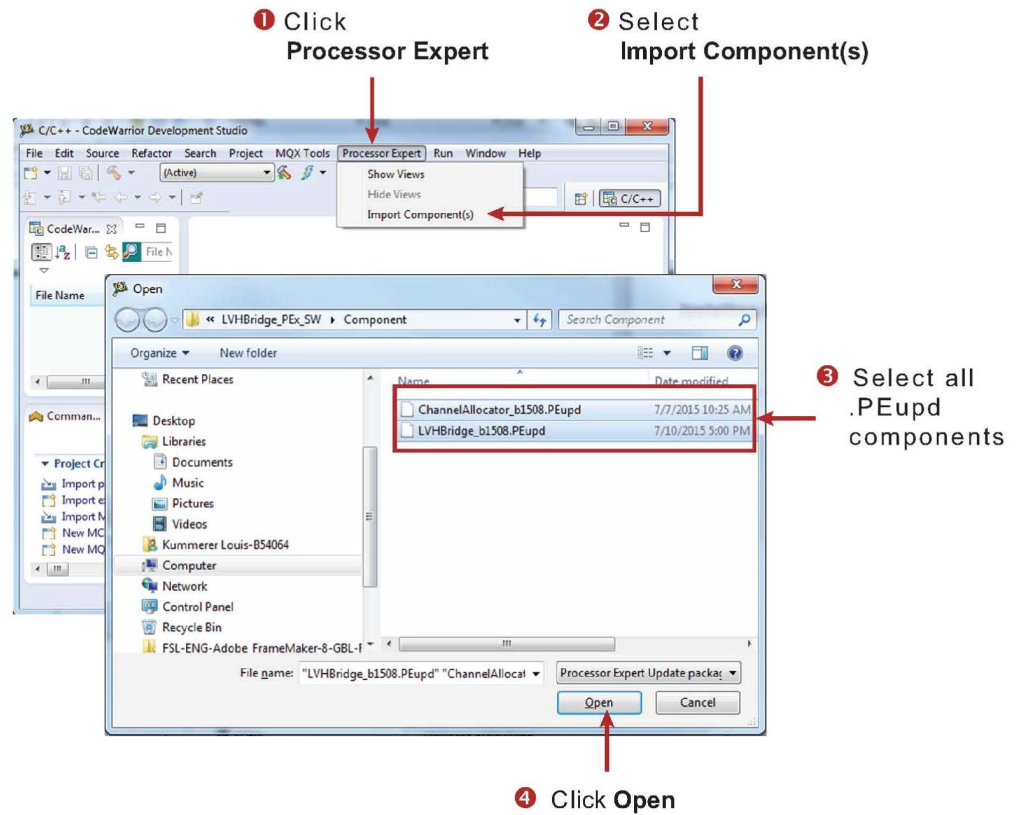 ❶ Click
Processor Expert
❷ Select
Import Component(s)
C/C++ - CodeWarrior Development Studio
File Edit Source Refactor Search Project MQX Tools Processor Expert Run Window Help
(Active)
Show Views
Hide Views
Import Component(s)
C/C++
CodeWar...
File N
File Name
Open
« LVHBridge_PEx_SW ▸ Component
Search Component
Organize ▾ New folder
Recent Places
Desktop
Libraries
Documents
Music
Pictures
Videos
Kummerer Louis-B54064
Computer
Network
Control Panel
Recycle Bin
FSL-ENG-Adobe FrameMaker-8-GBL-F
Name Date modified
ChannelAllocator_b1508.PEupd 7/7/2015 10:25 AM
LVHBridge_b1508.PEupd 7/10/2015 5:00 PM
❸ Select all
.PEupd
components
Comman...
Project Cr
Import p
Import e
Import M
New MC
New MQ
File name: "LVHBridge_b1508.PEupd" "ChannelAllocat
Processor Expert Update packag
Open Cancel
❹ Click Open